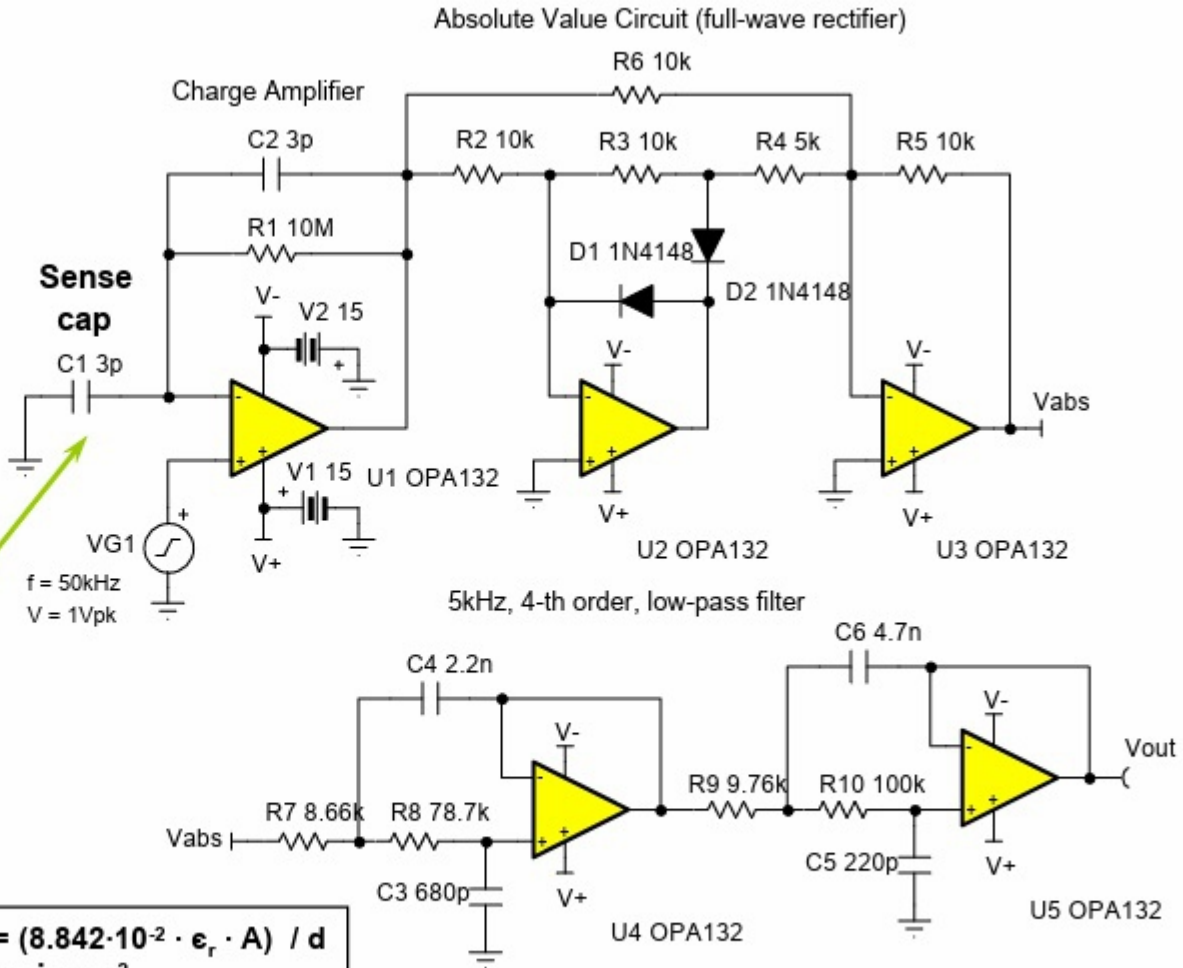 Absolute Value Circuit (full-wave rectifier)
R6 10k
Charge Amplifier
C2 3p
R2 10k
R3 10k
R4 5k
R5 10k
R1 10M
D1 1N4148
D2 1N4148
Sense
cap
V-
V2 15
+
C1 3p
V-
V-
-
-
-
Vabs
+
+
+
+
+
+
V1 15
+
U1 OPA132
V+
V+
V+
U2 OPA132
U3 OPA132
VG1
+
f = 50kHz
V = 1Vpk
5kHz, 4-th order, low-pass filter
C6 4.7n
C4 2.2n
V-
V-
-
-
Vout
R7 8.66k
R8 78.7k
R9 9.76k
R10 100k
Vabs
+
+
+
+
C3 680p
V+
C5 220p
V+
U4 OPA132
U5 OPA132
= (8.842·10-2 · ϵr · A) / d